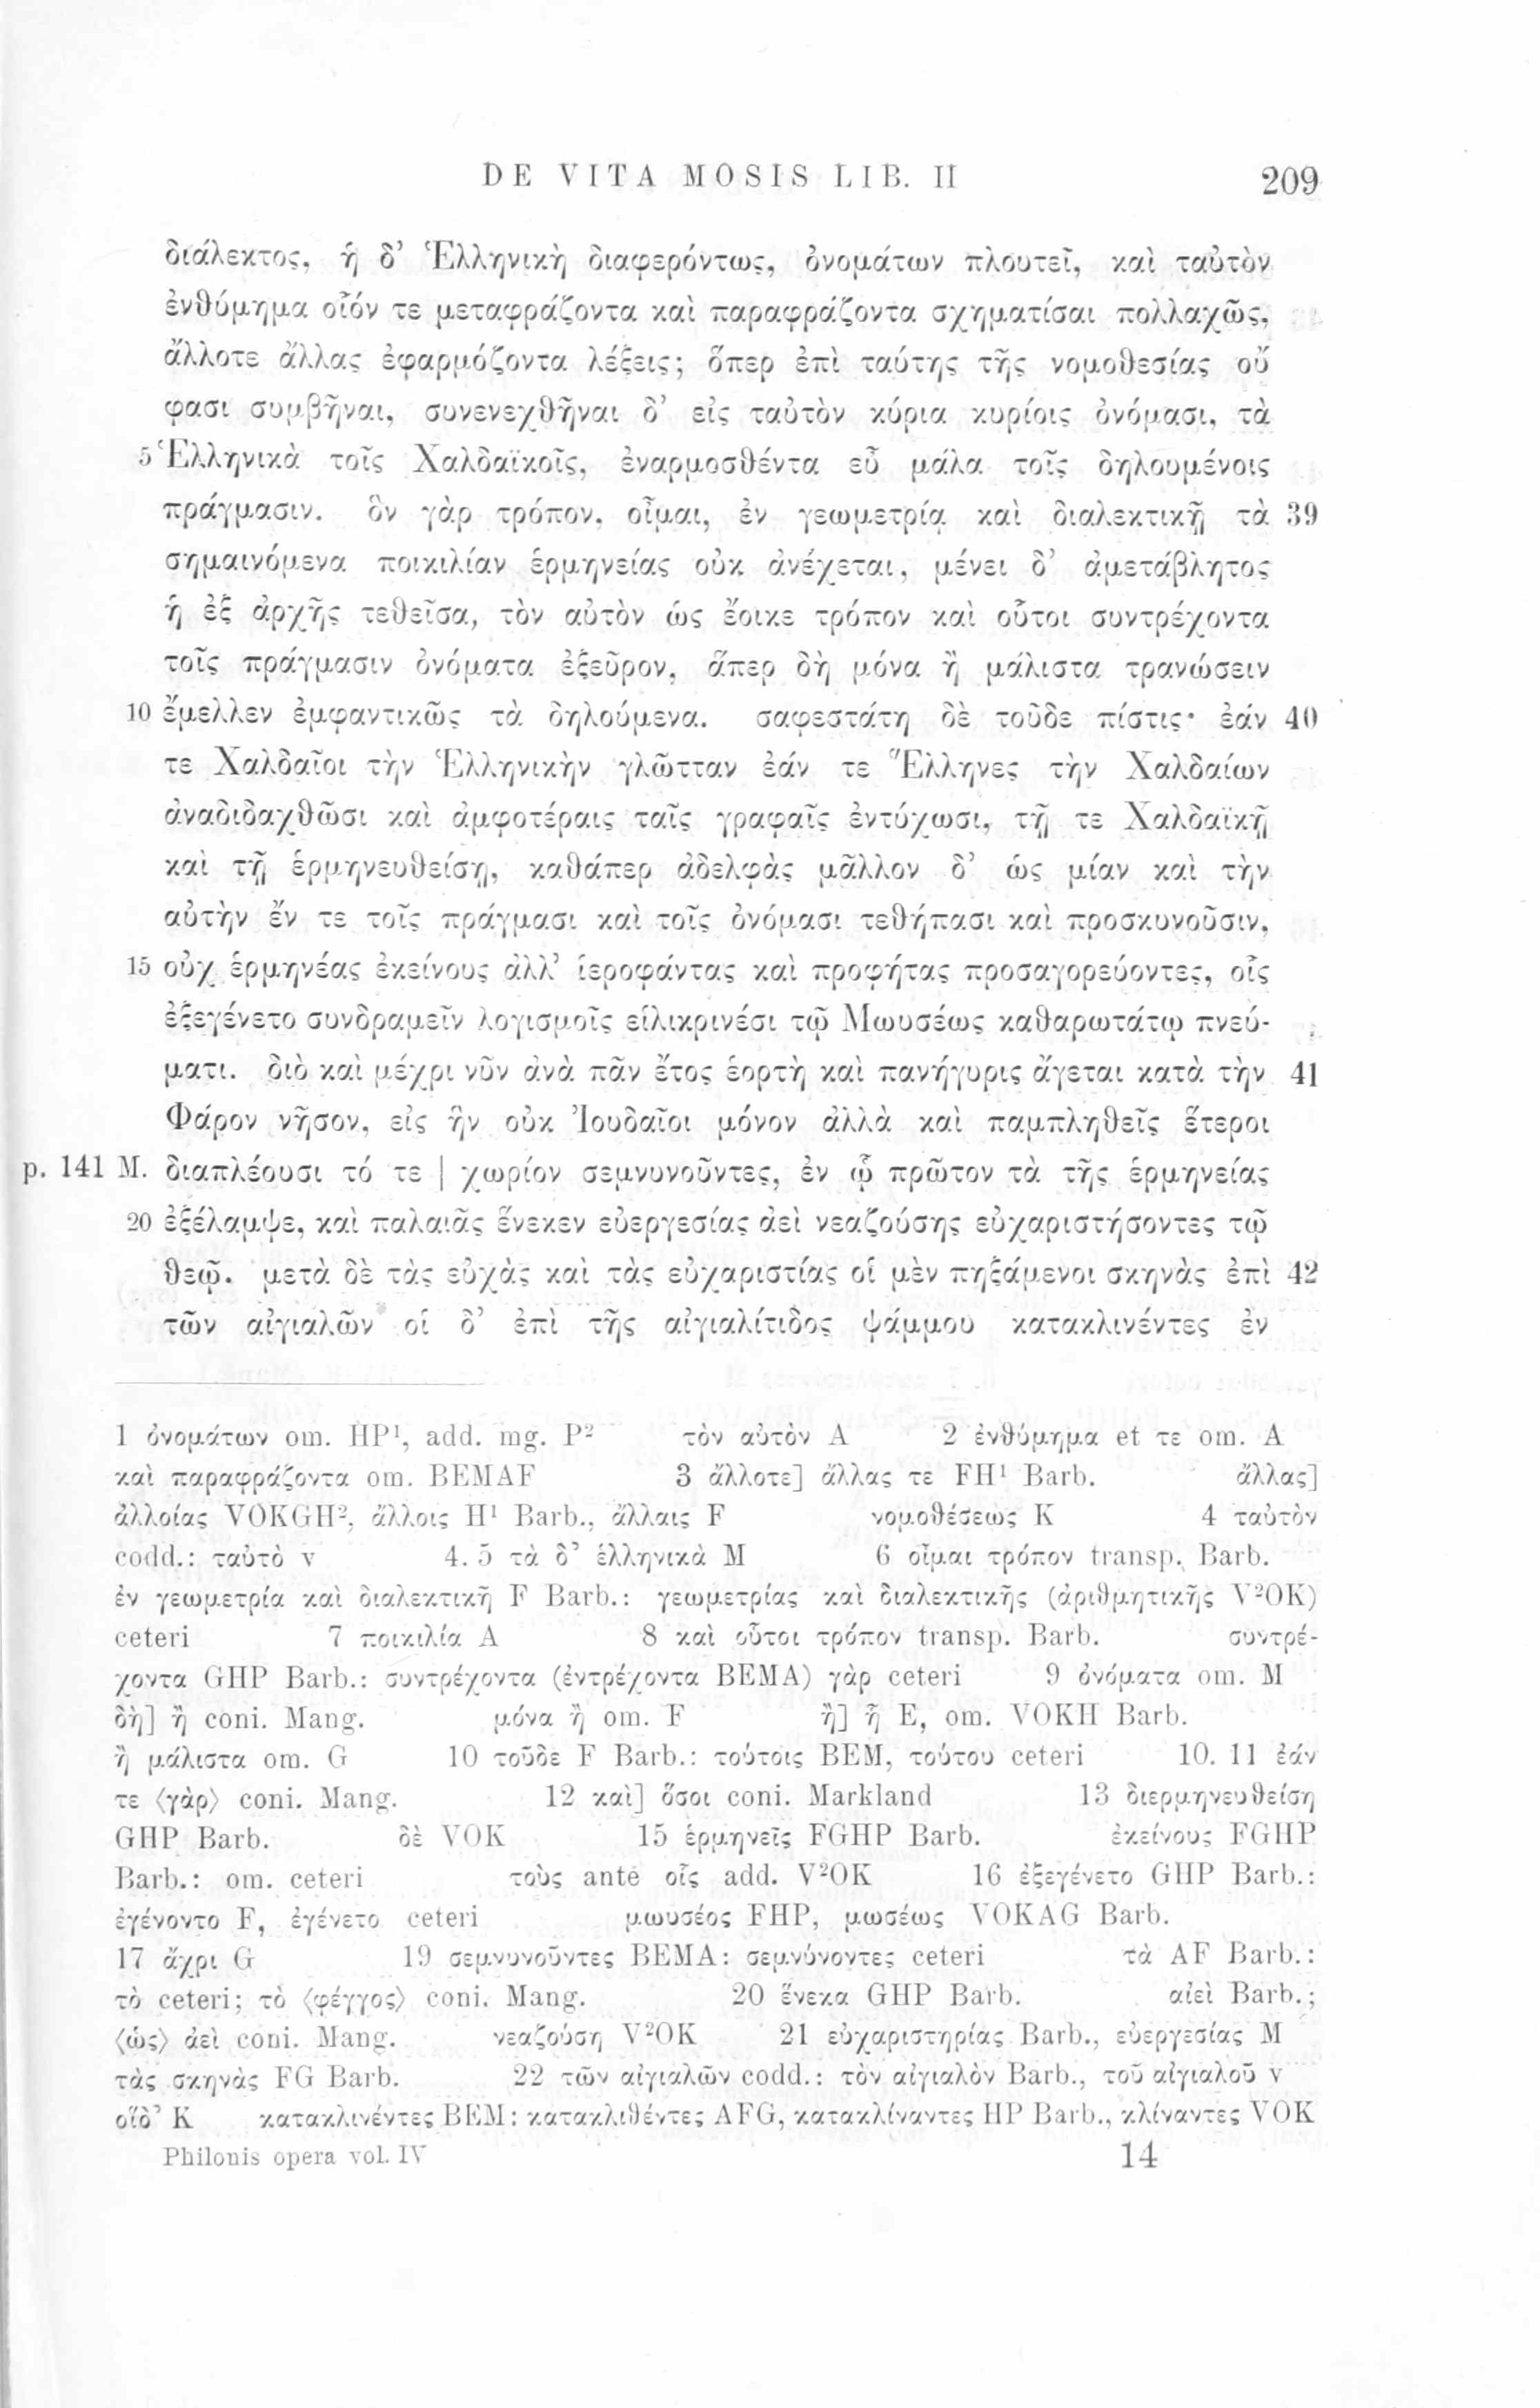 DE VITA MOSIS LIB. II 209
διάλεκτος, ἡ δ’ Ἑλληνικὴ διαφερόντως, ὀνομάτων πλουτεῖ, καὶ ταὐτὸν
ἐνθύμημα οἷόν τε μεταφράζοντα καὶ παραφράζοντα σχηματίσαι πολλαχῶς,
ἄλλοτε ἄλλας ἐφαρμόζοντα λέξεις; ὅπερ ἐπὶ ταύτης τῆς νομοθεσίας οὔ
φασι συμβῆναι, συνενεχθῆναι δ’ εἰς ταὐτὸν κύρια κυρίοις ὀνόμασι, τὰ
5 Ἑλληνικὰ τοῖς Χαλδαϊκοῖς, ἐναρμοσθέντα εὖ μάλα τοῖς δηλουμένοις
πράγμασιν. ὃν γὰρ τρόπον, οἶμαι, ἐν γεωμετρίᾳ καὶ διαλεκτικῇ τὰ 39
σημαινόμενα ποικιλίαν ἑρμηνείας οὐκ ἀνέχεται, μένει δ’ ἀμετάβλητος
ἡ ἐξ ἀρχῆς τεθεῖσα, τὸν αὐτὸν ὡς ἔοικε τρόπον καὶ οὗτοι συντρέχοντα
τοῖς πράγμασιν ὀνόματα ἐξεῦρον, ἅπερ δὴ μόνα ἢ μάλιστα τρανώσειν
10 ἔμελλεν ἐμφαντικῶς τὰ δηλούμενα. σαφεστάτη δὲ τοῦδε πίστις· ἐάν 40
τε Χαλδαῖοι τὴν Ἑλληνικὴν γλῶτταν ἐάν τε Ἕλληνες τὴν Χαλδαίων
ἀναδιδαχθῶσι καὶ ἀμφοτέραις ταῖς γραφαῖς ἐντύχωσι, τῇ τε Χαλδαϊκῇ
καὶ τῇ ἑρμηνευθείσῃ, καθάπερ ἀδελφὰς μᾶλλον δ’ ὡς μίαν καὶ τὴν
αὐτὴν ἔν τε τοῖς πράγμασι καὶ τοῖς ὀνόμασι τεθήπασι καὶ προσκυνοῦσιν,
15 οὐχ ἑρμηνέας ἐκείνους ἀλλ’ ἱεροφάντας καὶ προφήτας προσαγορεύοντες, οἷς
ἐξεγένετο συνδραμεῖν λογισμοῖς εἱλικρινέσι τῷ Μωυσέως καθαρωτάτῳ πνεύ-
ματι. διὸ καὶ μέχρι νῦν ἀνὰ πᾶν ἔτος ἑορτὴ καὶ πανήγυρις ἄγεται κατὰ τὴν 41
Φάρον νῆσον, εἰς ἣν οὐκ Ἰουδαῖοι μόνον ἀλλὰ καὶ παμπληθεῖς ἕτεροι
p. 141 M. διαπλέουσι τό τε | χωρίον σεμνυνοῦντες, ἐν ᾧ πρῶτον τὰ τῆς ἑρμηνείας
20 ἐξέλαμψε, καὶ παλαιᾶς ἕνεκεν εὐεργεσίας ἀεὶ νεαζούσης εὐχαριστήσοντες τῷ
θεῷ. μετὰ δὲ τὰς εὐχὰς καὶ τὰς εὐχαριστίας οἱ μὲν πηξάμενοι σκηνὰς ἐπὶ 42
τῶν αἰγιαλῶν οἱ δ’ ἐπὶ τῆς αἰγιαλίτιδος ψάμμου κατακλινέντες ἐν
1 ὀνομάτων om. HP¹, add. mg. P² τὸν αὐτὸν A 2 ἐνθύμημα et τε om. A
καὶ παραφράζοντα om. BEMAF 3 ἄλλοτε] ἄλλας τε FH¹ Barb. ἄλλας]
ἀλλοίας VOKGH², ἄλλοις H¹ Barb., ἄλλαις F νομοθέσεως K 4 ταὐτὸν
codd.: ταὐτὸ v 4. 5 τὰ δ’ ἑλληνικὰ M 6 οἶμαι τρόπον transp. Barb.
ἐν γεωμετρία καὶ διαλεκτικῆ F Barb.: γεωμετρίας καὶ διαλεκτικῆς (ἀριθμητικῆς V²OK)
ceteri 7 ποικιλία A 8 καὶ οὗτοι τρόπον transp. Barb. συντρέ-
χοντα GHP Barb.: συντρέχοντα (ἐντρέχοντα BEMA) γὰρ ceteri 9 ὀνόματα om. M
δὴ] ἢ coni. Mang. μόνα ἢ om. F ἢ] ἦ E, om. VOKH Barb.
ἢ μάλιστα om. G 10 τοῦδε F Barb.: τούτοις BEM, τούτου ceteri 10. 11 ἐάν
τε ⟨γὰρ⟩ coni. Mang. 12 καὶ] ὅσοι coni. Markland 13 διερμηνευθείση
GHP Barb. δὲ VOK 15 ἑρμηνεῖς FGHP Barb. ἐκείνους FGHP
Barb.: om. ceteri τοὺς ante οἷς add. V²OK 16 ἐξεγένετο GHP Barb.:
ἐγένοντο F, ἐγένετο ceteri μωυσέος FHP, μωσέως VOKAG Barb.
17 ἄχρι G 19 σεμνυνοῦντες BEMA: σεμνύνοντες ceteri τὰ AF Barb.:
τὸ ceteri; τὸ ⟨φέγγος⟩ coni. Mang. 20 ἕνεκα GHP Barb. αἰεὶ Barb.;
⟨ὡς⟩ ἀεὶ coni. Mang. νεαζούση V²OK 21 εὐχαριστηρίας Barb., εὐεργεσίας M
τὰς σκηνὰς FG Barb. 22 τῶν αἰγιαλῶν codd.: τὸν αἰγιαλὸν Barb., τοῦ αἰγιαλοῦ v
οἵδ’ K κατακλινέντες BEM: κατακλιθέντες AFG, κατακλίναντες HP Barb., κλίναντες VOK
Philonis opera vol. IV 14